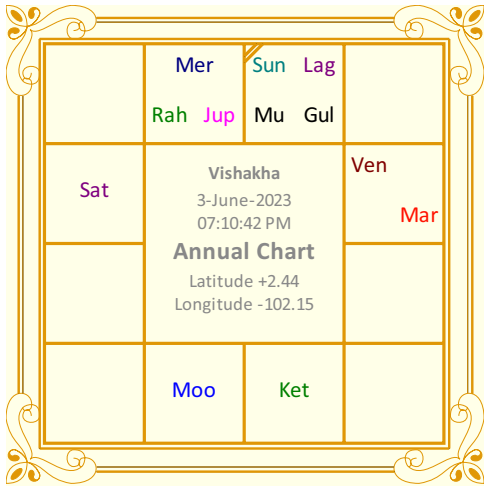 Mer Sun Lag
Rah Jup Mu Gul
Sat
Vishakha
3-June-2023
07:10:42 PM
Annual Chart
Latitude +2.44
Longitude -102.15
Ven
Mar
Moo Ket